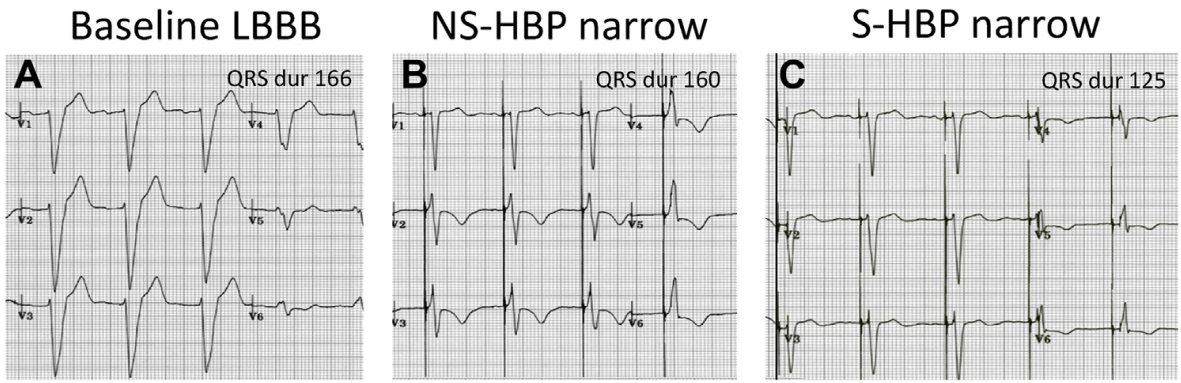 Baseline LBBB
NS-HBP narrow
S-HBP narrow
A
QRS dur 166
V1
V4
V2
V5
V3
V6
B
QRS dur 160
V1
V4
V2
V5
V3
V6
C
QRS dur 125
V1
V4
V2
V5
V3
V6